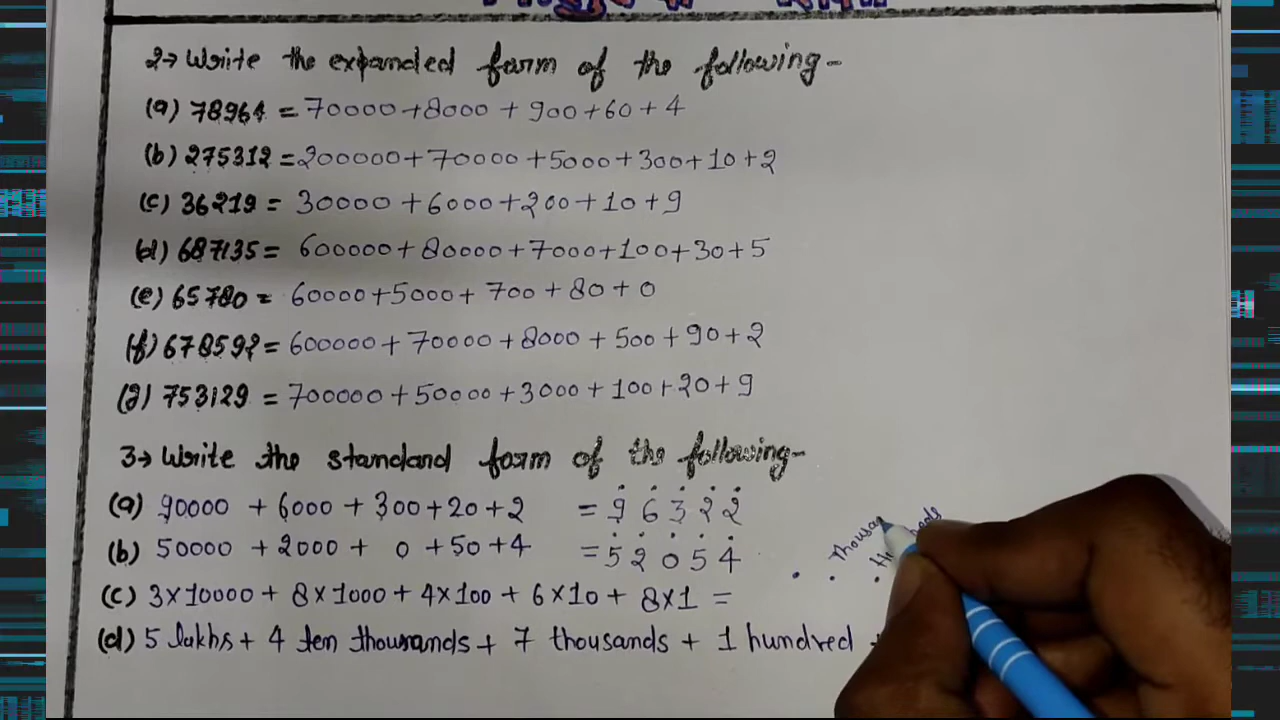 2→ Write the expanded form of the following-
(a) 78964 = 70000 + 8000 + 900 + 60 + 4
(b) 275312 = 200000 + 70000 + 5000 + 300 + 10 + 2
(c) 36219 = 30000 + 6000 + 200 + 10 + 9
(d) 687135 = 600000 + 80000 + 7000 + 100 + 30 + 5
(e) 65780 = 60000 + 5000 + 700 + 80 + 0
(f) 678592 = 600000 + 70000 + 8000 + 500 + 90 + 2
(g) 753129 = 700000 + 50000 + 3000 + 100 + 20 + 9
3→ Write the standard form of the following-
(a) 90000 + 6000 + 300 + 20 + 2 = 96322
(b) 50000 + 2000 + 0 + 50 + 4 = 52054
(c) 3×10000 + 8×1000 + 4×100 + 6×10 + 8×1 =
(d) 5 lakhs + 4 ten thousands + 7 thousands + 1 hundred +